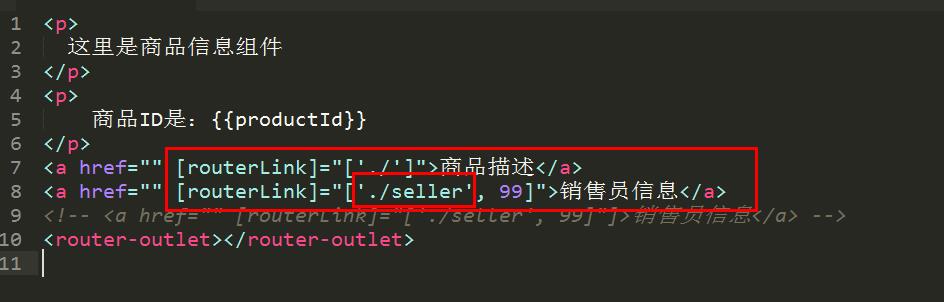 1 <p>
2 这里是商品信息组件
3 </p>
4 <p>
5 商品ID是：{{productId}}
6 </p>
7 <a href="" [routerLink]="['./']">商品描述</a>
8 <a href="" [routerLink]="['./seller', 99]">销售员信息</a>
9 <!-- <a href="" [routerLink]="['./seller', 99]"]>销售员信息</a> -->
10 <router-outlet></router-outlet>
11